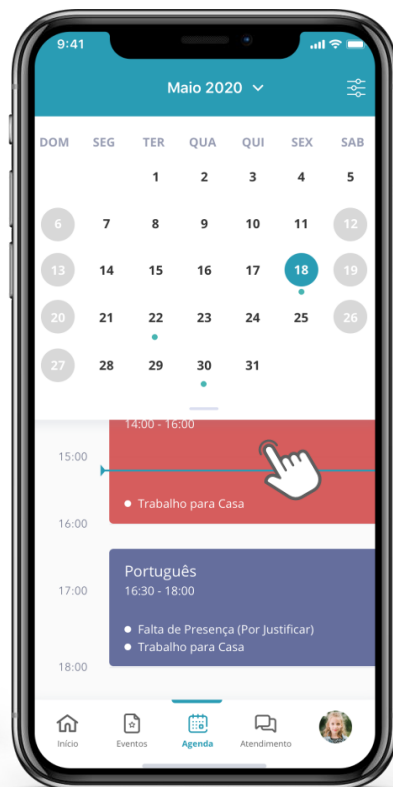 9:41
Maio 2020
DOM SEG TER QUA QUI SEX SAB
1 2 3 4 5
6 7 8 9 10 11 12
13 14 15 16 17 18 19
20 21 22 23 24 25 26
27 28 29 30 31
14:00 - 16:00
15:00
Trabalho para Casa
16:00
Português
17:00 16:30 - 18:00
Falta de Presença (Por Justificar)
Trabalho para Casa
18:00
Início Eventos Agenda Atendimento